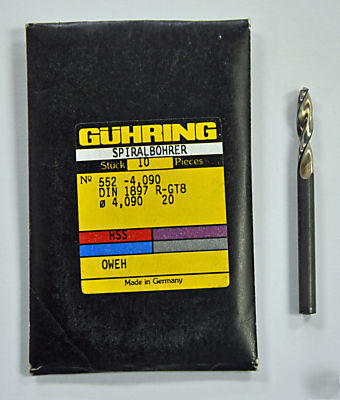 GÜHRING
SPIRALBOHRER
Stück 10 Pieces
Nº 552 -4,090
DIN 1897 R-GT8
ø 4,090 20
HSS
OWEH
Made in Germany